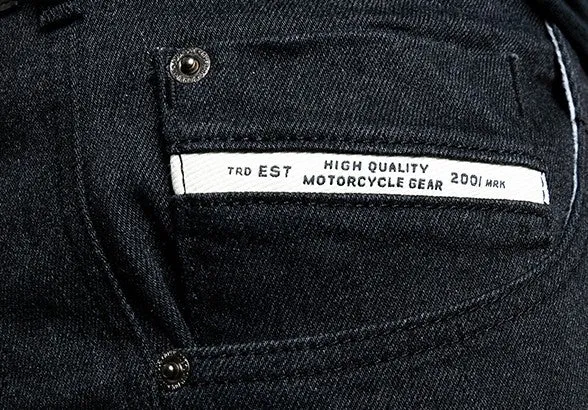 TRD EST HIGH QUALITY
MOTORCYCLE GEAR 2001 MRK